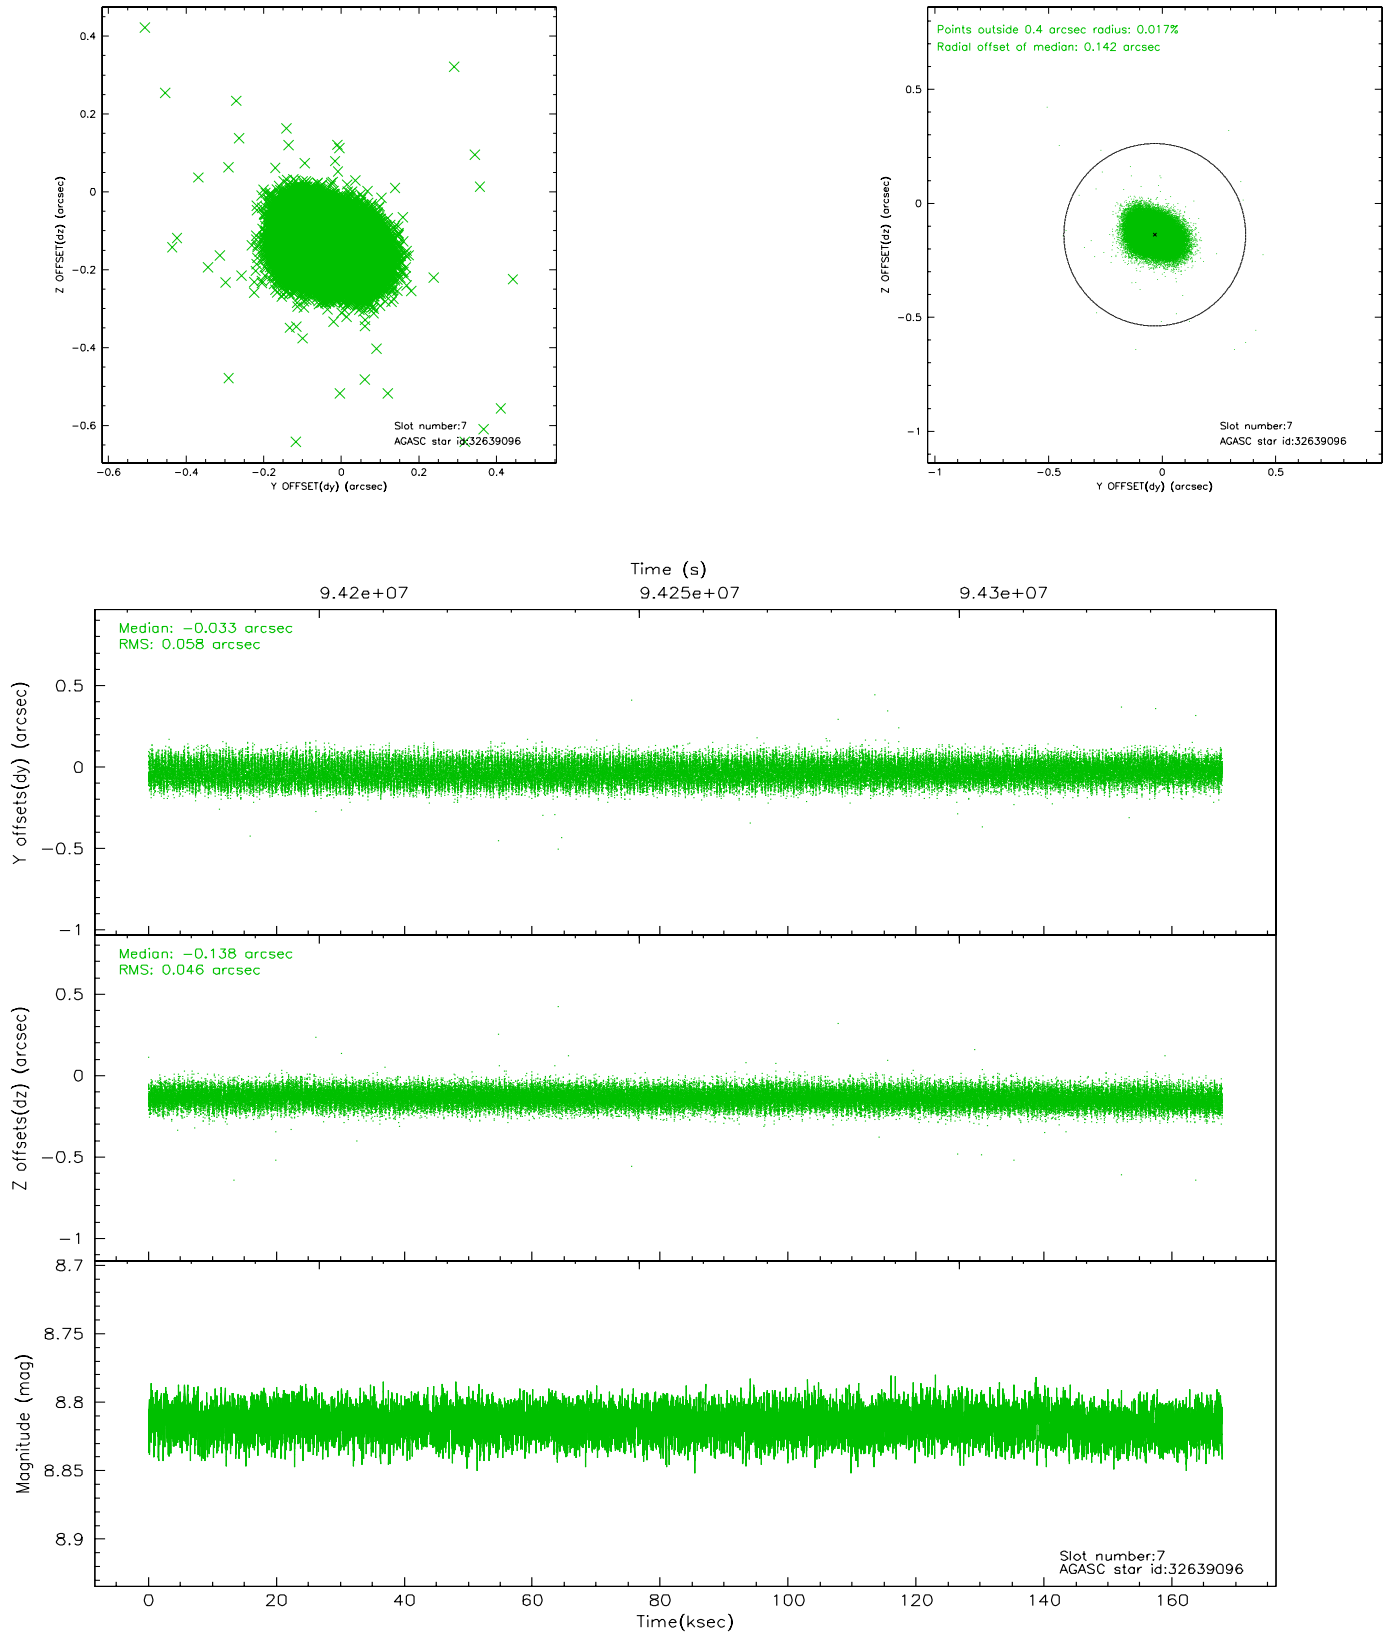 0.4
0.2
0
−0.2
−0.4
−0.6
Z OFFSET(dz) (arcsec)
Slot number:7
AGASC star id:32639096
−0.6 −0.4 −0.2 0 0.2 0.4
Y OFFSET(dy) (arcsec)
Points outside 0.4 arcsec radius: 0.017%
Radial offset of median: 0.142 arcsec
0.5
0
−0.5
−1
Z OFFSET(dz) (arcsec)
Slot number:7
AGASC star id:32639096
−1 −0.5 0 0.5
Y OFFSET(dy) (arcsec)
Time (s)
9.42e+07 9.425e+07 9.43e+07
Median: −0.033 arcsec
RMS: 0.058 arcsec
0.5
0
−0.5
−1
Y offsets(dy) (arcsec)
Median: −0.138 arcsec
RMS: 0.046 arcsec
0.5
0
−0.5
−1
Z offsets(dz) (arcsec)
8.7
8.75
8.8
8.85
8.9
Magnitude (mag)
Slot number:7
AGASC star id:32639096
0 20 40 60 80 100 120 140 160
Time(ksec)